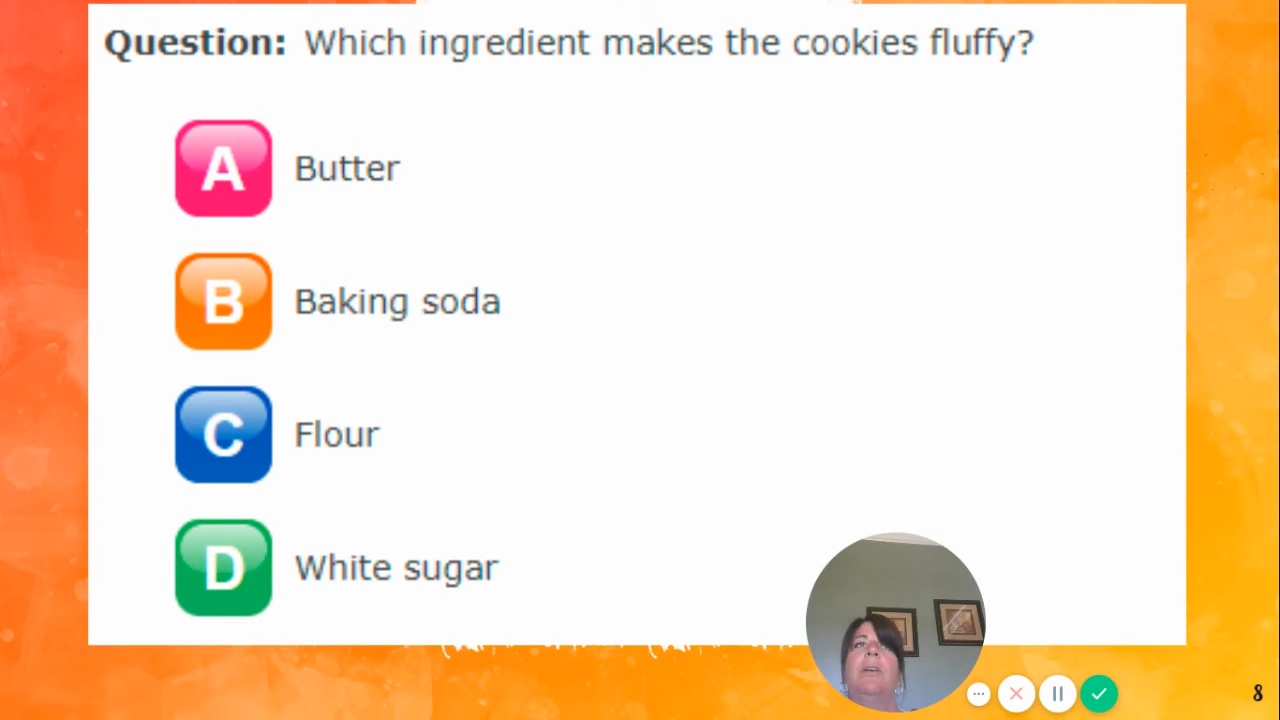 Question: Which ingredient makes the cookies fluffy?
A Butter
B Baking soda
C Flour
D White sugar
8